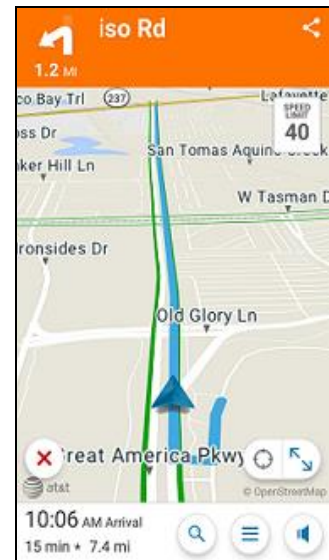 iso Rd
1.2 MI
co Bay Trl
237
Lafayette
SPEED
LIMIT
40
oss Dr
San Tomas Aquino Creek
ker Hill Ln
W Tasman D
ronsides Dr
Old Glory Ln
Great America Pkwy
at&t
© OpenStreetMap
10:06 AM Arrival
15 min • 7.4 mi